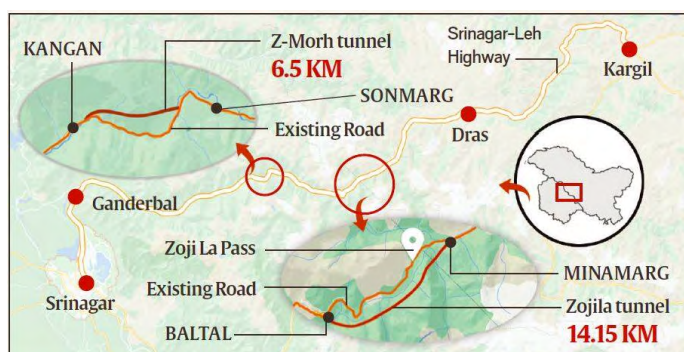 KANGAN
Z-Morh tunnel
6.5 KM
SONMARG
Existing Road
Srinagar-Leh
Highway
Kargil
Dras
Ganderbal
Srinagar
Zoji La Pass
Existing Road
BALTAL
MINAMARG
Zojila tunnel
14.15 KM